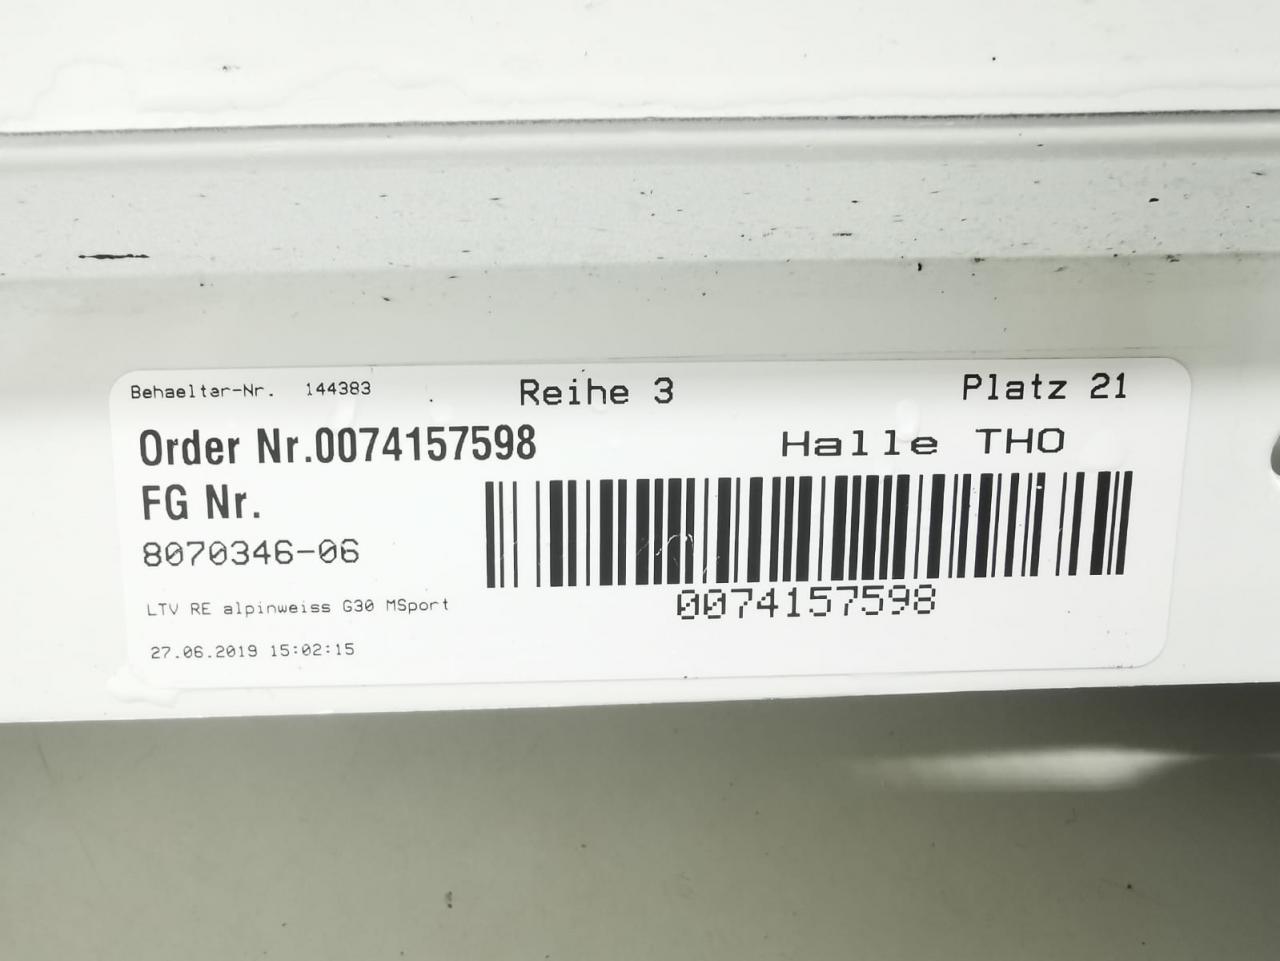 Behaeltar-Nr. 144383
Reihe 3
Platz 21
Order Nr.0074157598
Halle THO
FG Nr.
8070346-06
0074157598
LTV RE alpinweiss G30 MSport
27.06.2019 15:02:15